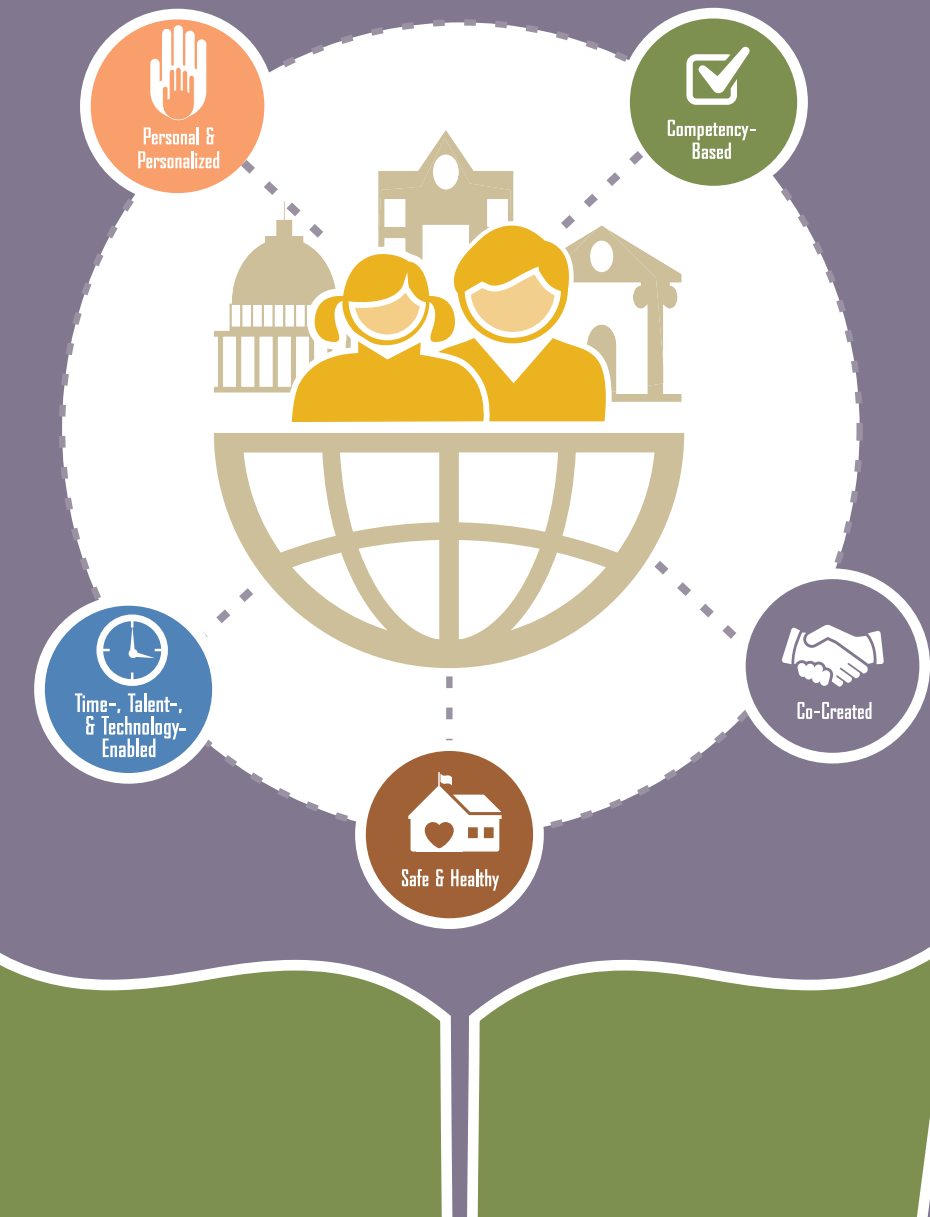 Personal &
Personalized
Competency-
Based
Time-, Talent-,
& Technology-
Enabled
Co-Created
Safe & Healthy